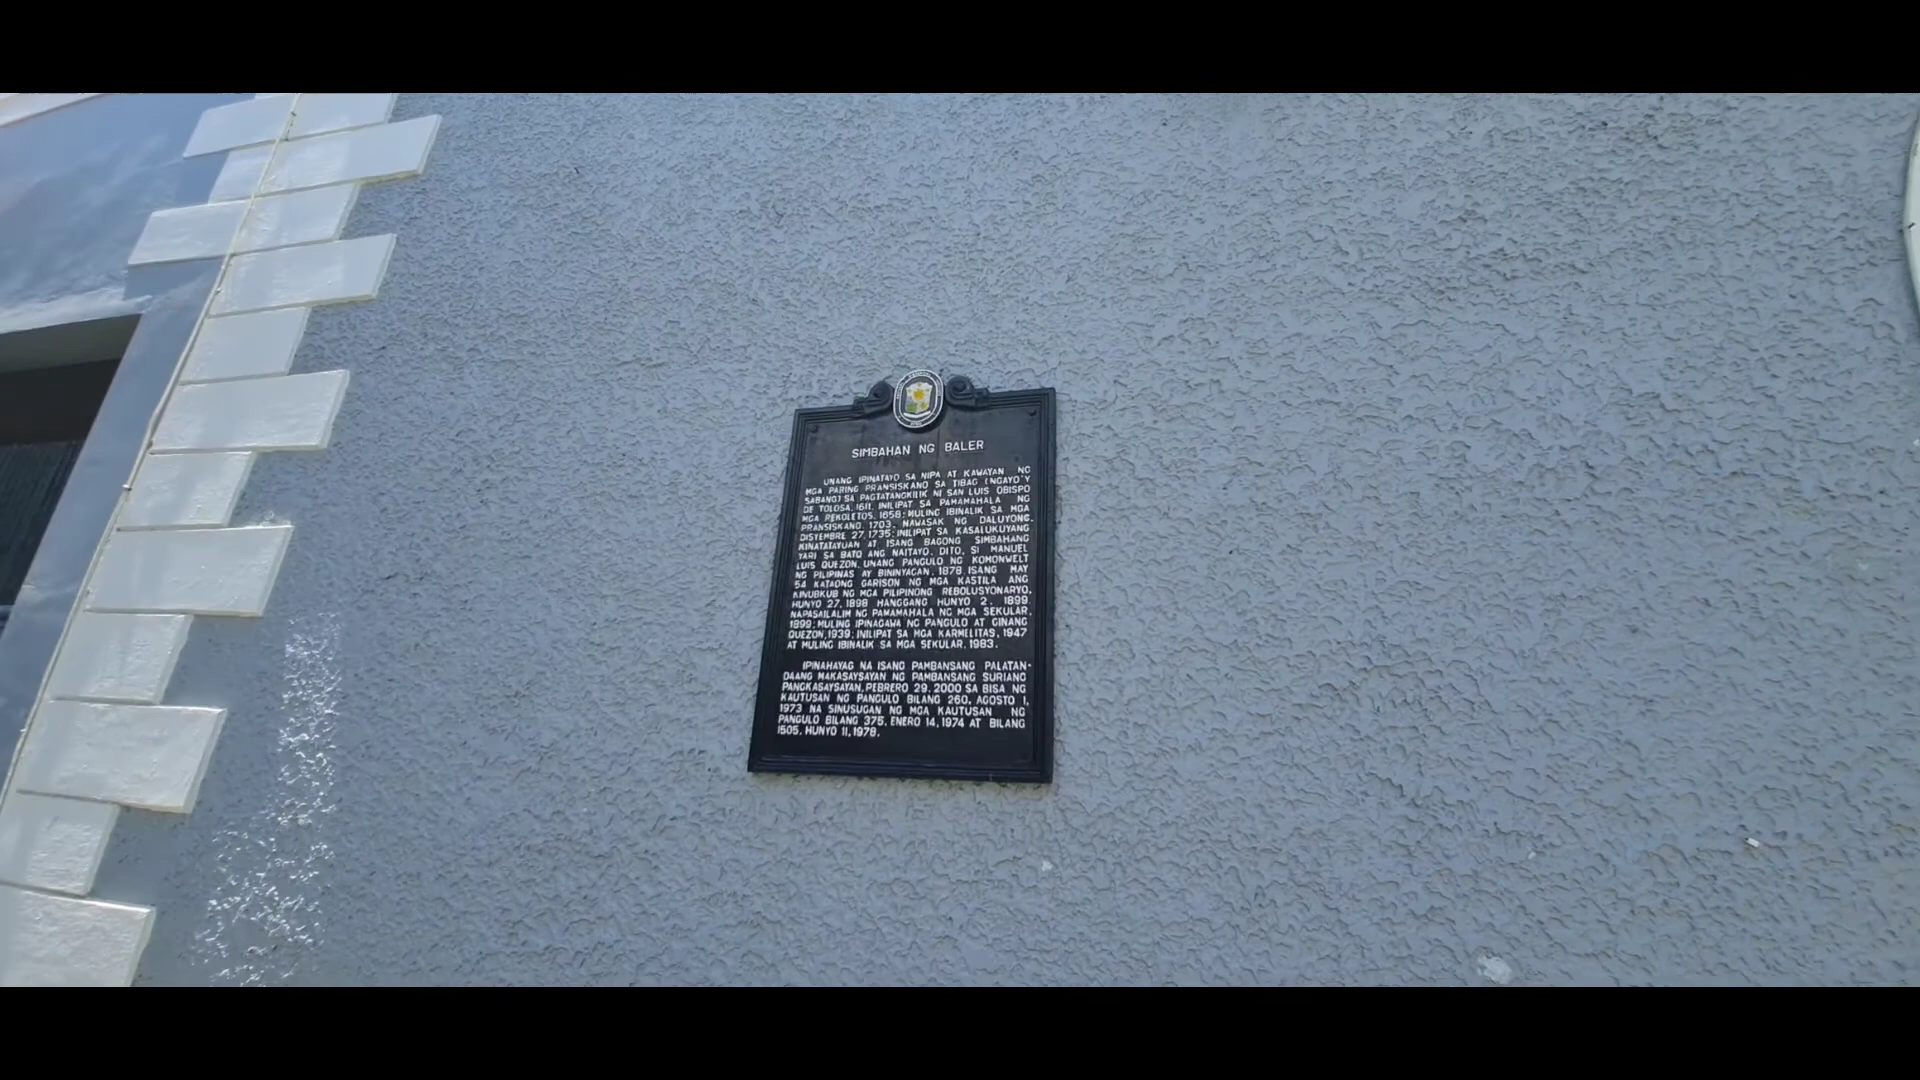 SIMBAHAN NG BALER
UNANG IPINATAYO SA NIPA AT KAWAYAN NG
MGA PARING PRANSISKANO SA TIBAG (NGAYO'Y
SABANG) SA PAGTATANGKILIK NI SAN LUIS OBISPO
DE TOLOSA, 1611. INILIPAT SA PAMAMAHALA NG
MGA REKOLETOS, 1658; MULING IBINALIK SA MGA
PRANSISKANO, 1703. NAWASAK NG DALUYONG,
DISYEMBRE 27, 1735; INILIPAT SA KASALUKUYANG
KINATATAYUAN AT ISANG BAGONG SIMBAHANG
YARI SA BATO ANG NAITAYO. DITO, SI MANUEL
LUIS QUEZON, UNANG PANGULO NG KOMONWELT
NG PILIPINAS AY BININYAGAN, 1878. ISANG MAY
54 KATAONG GARISON NG MGA KASTILA ANG
KINUBKUB NG MGA PILIPINONG REBOLUSYONARYO,
HUNYO 27, 1898 HANGGANG HUNYO 2, 1899.
NAPASAILALIM NG PAMAMAHALA NG MGA SEKULAR,
1899; MULING IPINAGAWA NG PANGULO AT GINANG
QUEZON, 1939; INILIPAT SA MGA KARMELITAS, 1947
AT MULING IBINALIK SA MGA SEKULAR, 1983.
IPINAHAYAG NA ISANG PAMBANSANG PALATAN-
DAANG MAKASAYSAYAN NG PAMBANSANG SURIANG
PANGKASAYSAYAN, PEBRERO 29, 2000 SA BISA NG
KAUTUSAN NG PANGULO BILANG 260, AGOSTO 1,
1973 NA SINUSUGAN NG MGA KAUTUSAN NG
PANGULO BILANG 375, ENERO 14, 1974 AT BILANG
1505, HUNYO 11, 1978.